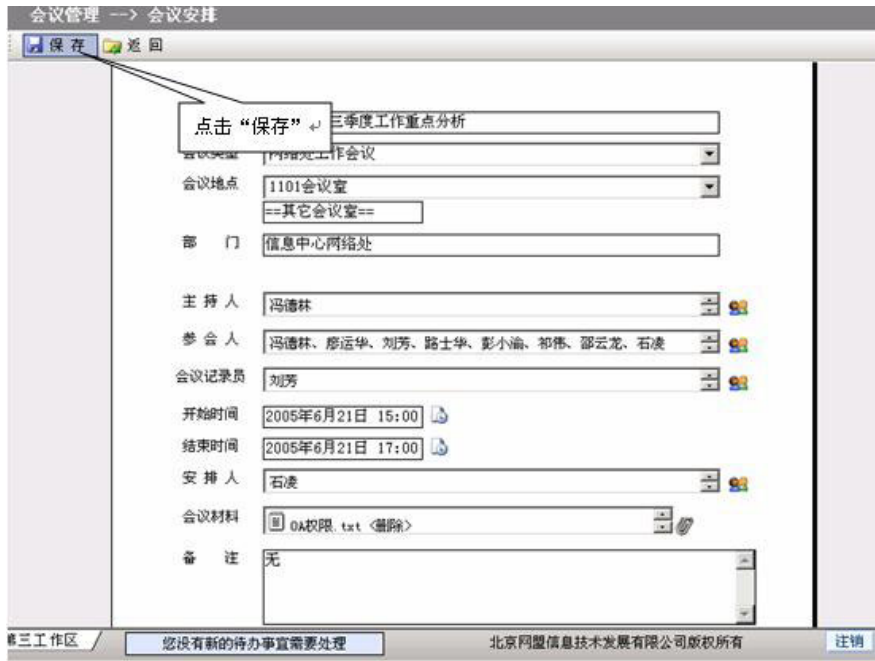 会议管理 --> 会议安排
保 存 返 回
点击“保存”
三季度工作重点分析
会议类型 网络处工作会议
会议地点 1101会议室
==其它会议室==
部 门 信息中心网络处
主 持 人 冯德林
参 会 人 冯德林、廖运华、刘芳、路士华、彭小渝、祁伟、邵云龙、石凌
会议记录员 刘芳
开始时间 2005年6月21日 15:00
结束时间 2005年6月21日 17:00
安 排 人 石凌
会议材料 OA权限.txt <删除>
备 注 无
第三工作区 您没有新的待办事宜需要处理 北京网盟信息技术发展有限公司版权所有 注销